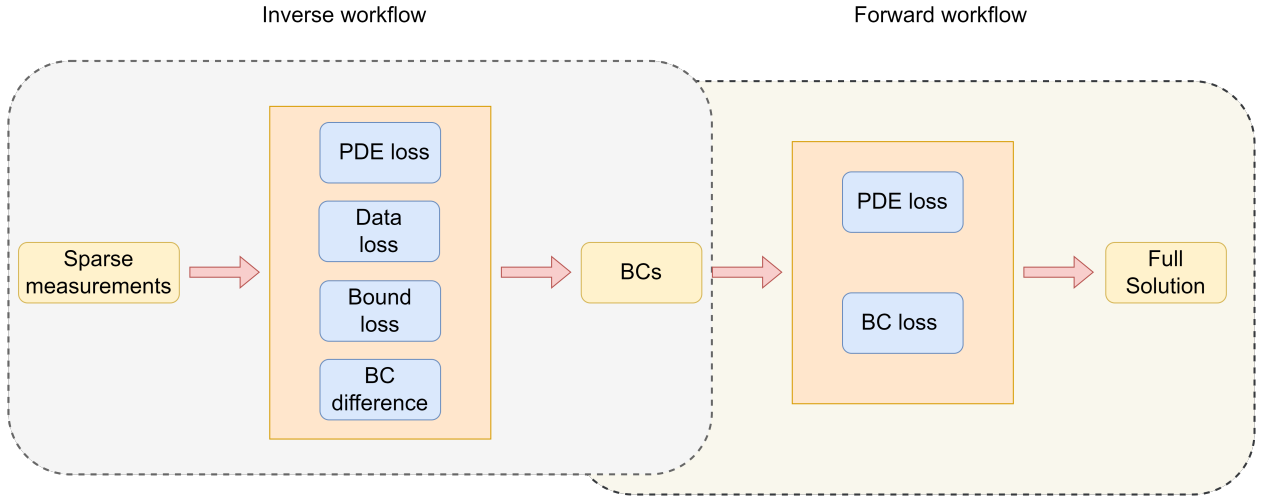 Inverse workflow
Forward workflow
Sparse
measurements
PDE loss
Data
loss
Bound
loss
BC
difference
BCs
PDE loss
BC loss
Full
Solution